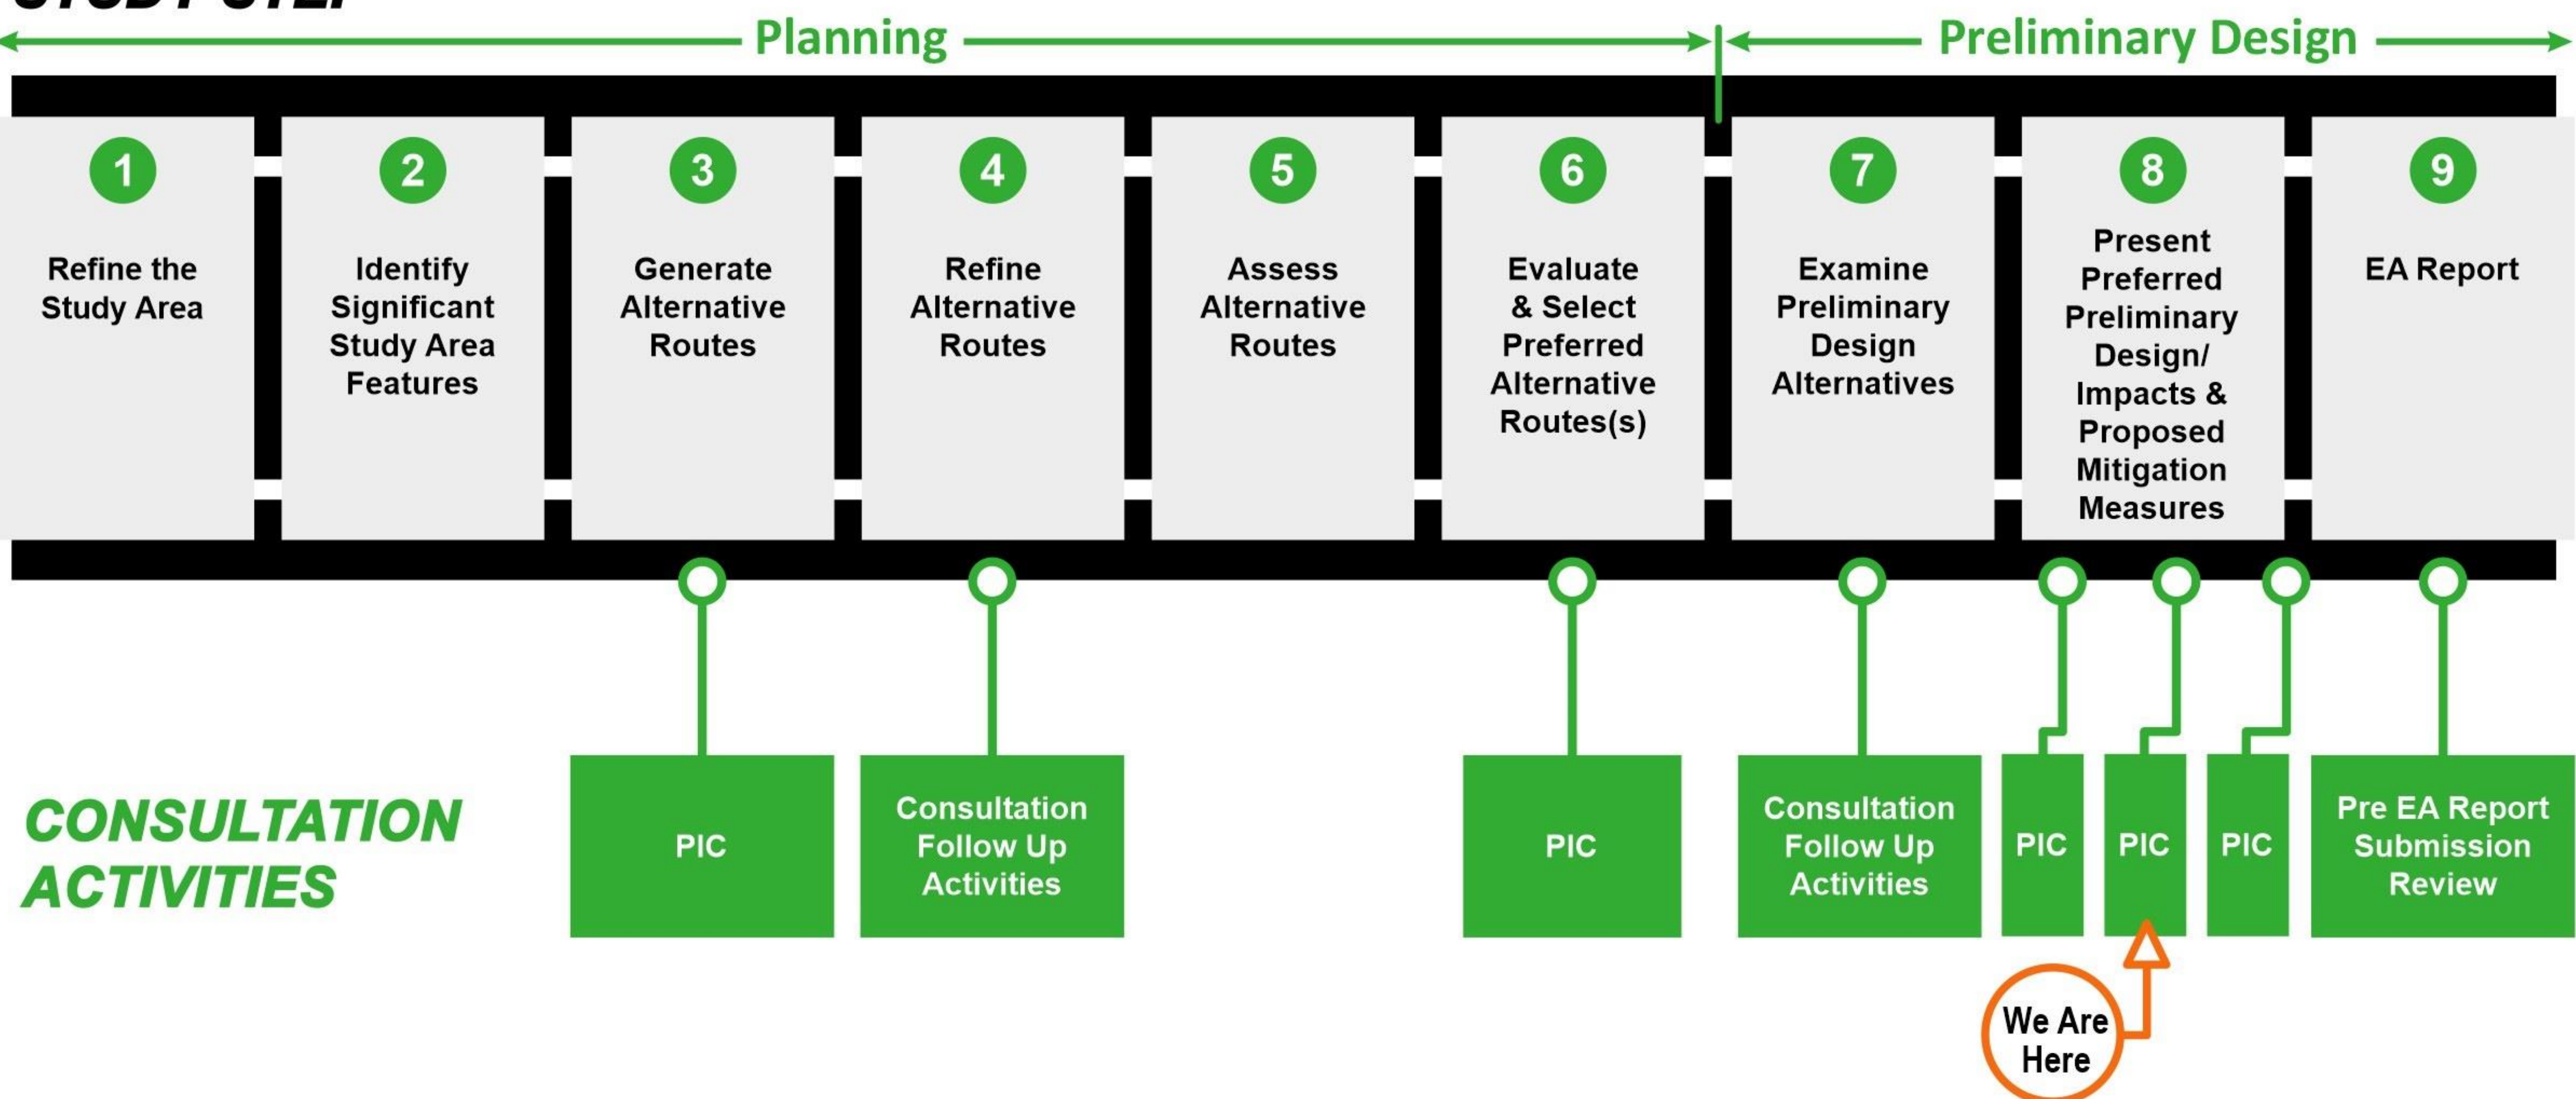 STUDY STEP
Planning
Preliminary Design
1
Refine the
Study Area
2
Identify
Significant
Study Area
Features
3
Generate
Alternative
Routes
4
Refine
Alternative
Routes
5
Assess
Alternative
Routes
6
Evaluate
& Select
Preferred
Alternative
Routes(s)
7
Examine
Preliminary
Design
Alternatives
8
Present
Preferred
Preliminary
Design/
Impacts &
Proposed
Mitigation
Measures
9
EA Report
CONSULTATION
ACTIVITIES
PIC
Consultation
Follow Up
Activities
PIC
Consultation
Follow Up
Activities
PIC
PIC
PIC
Pre EA Report
Submission
Review
We Are
Here